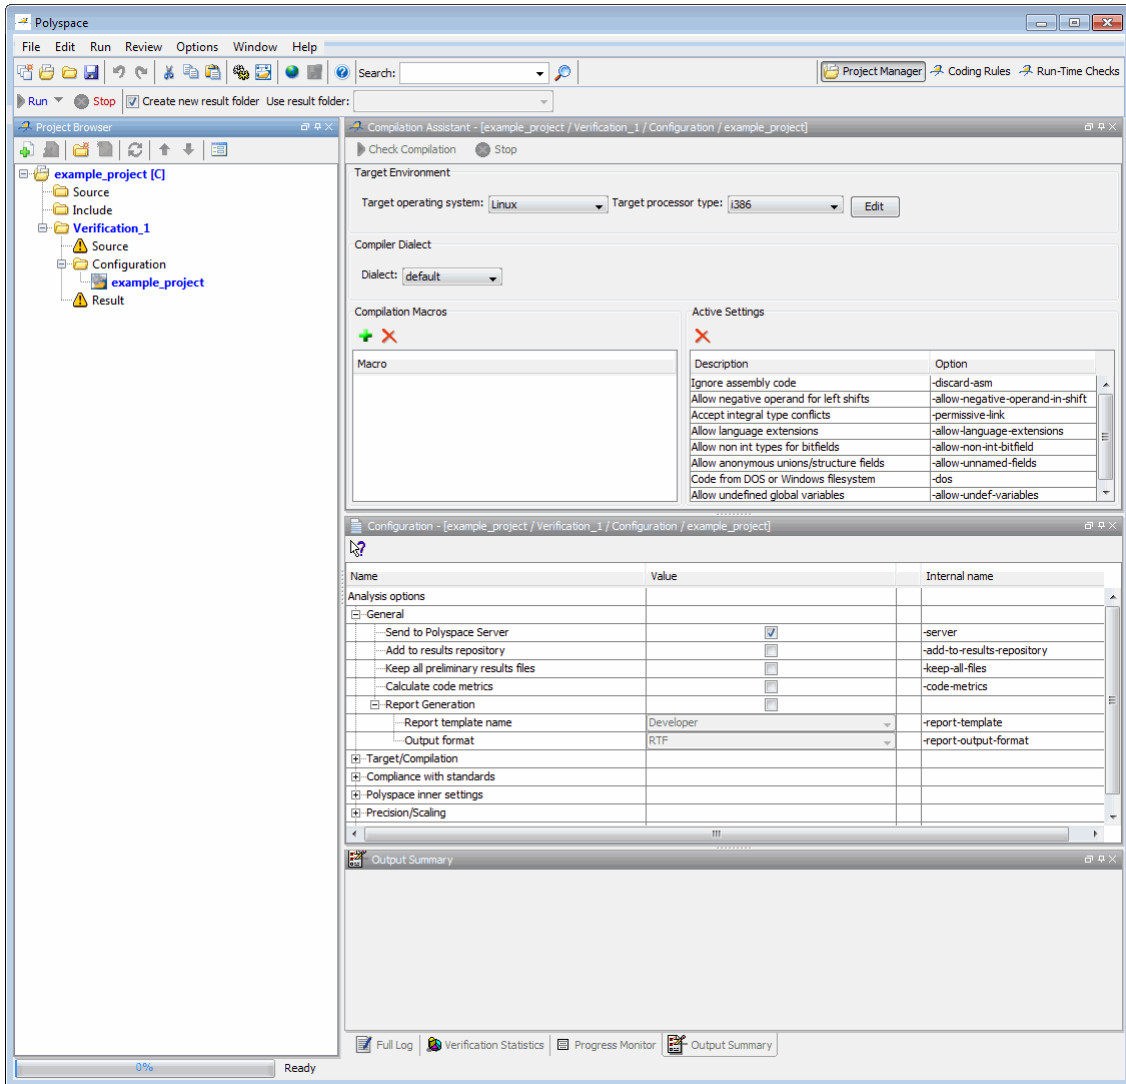 Polyspace
File Edit Run Review Options Window Help
Search:
Project Manager Coding Rules Run-Time Checks
Run Stop Create new result folder Use result folder:
Project Browser
example_project [C]
Source
Include
Verification_1
Source
Configuration
example_project
Result
Compilation Assistant - [example_project / Verification_1 / Configuration / example_project]
Check Compilation Stop
Target Environment
Target operating system: Linux Target processor type: i386 Edit
Compiler Dialect
Dialect: default
Compilation Macros
Macro
Active Settings
Description Option
Ignore assembly code -discard-asm
Allow negative operand for left shifts -allow-negative-operand-in-shift
Accept integral type conflicts -permissive-link
Allow language extensions -allow-language-extensions
Allow non int types for bitfields -allow-non-int-bitfield
Allow anonymous unions/structure fields -allow-unnamed-fields
Code from DOS or Windows filesystem -dos
Allow undefined global variables -allow-undef-variables
Configuration - [example_project / Verification_1 / Configuration / example_project]
Name Value Internal name
Analysis options
General
Send to Polyspace Server -server
Add to results repository -add-to-results-repository
Keep all preliminary results files -keep-all-files
Calculate code metrics -code-metrics
Report Generation
Report template name Developer -report-template
Output format RTF -report-output-format
Target/Compilation
Compliance with standards
Polyspace inner settings
Precision/Scaling
Output Summary
Full Log Verification Statistics Progress Monitor Output Summary
0% Ready